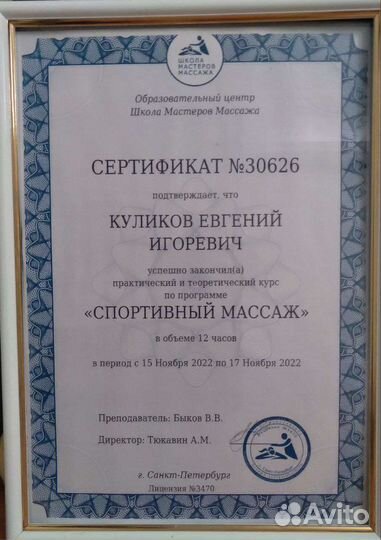 ШКОЛА
МАСТЕРОВ
МАССАЖА
Образовательный центр
Школа Мастеров Массажа
СЕРТИФИКАТ №30626
подтверждает, что
КУЛИКОВ ЕВГЕНИЙ
ИГОРЕВИЧ
успешно закончил(а)
практический и теоретический курс
по программе
«СПОРТИВНЫЙ МАССАЖ»
в объеме 12 часов
в период с 15 Ноября 2022 по 17 Ноября 2022
Преподаватель: Быков В.В.
Директор: Тюкавин А.М.
г. Санкт-Петербург
Лицензия №3470
Avito